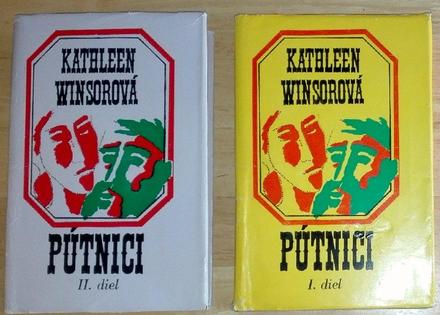 KATHLEEN
WINSOROVÁ
PÚTNICI
II. diel
KATHLEEN
WINSOROVÁ
PÚTNICI
I. diel